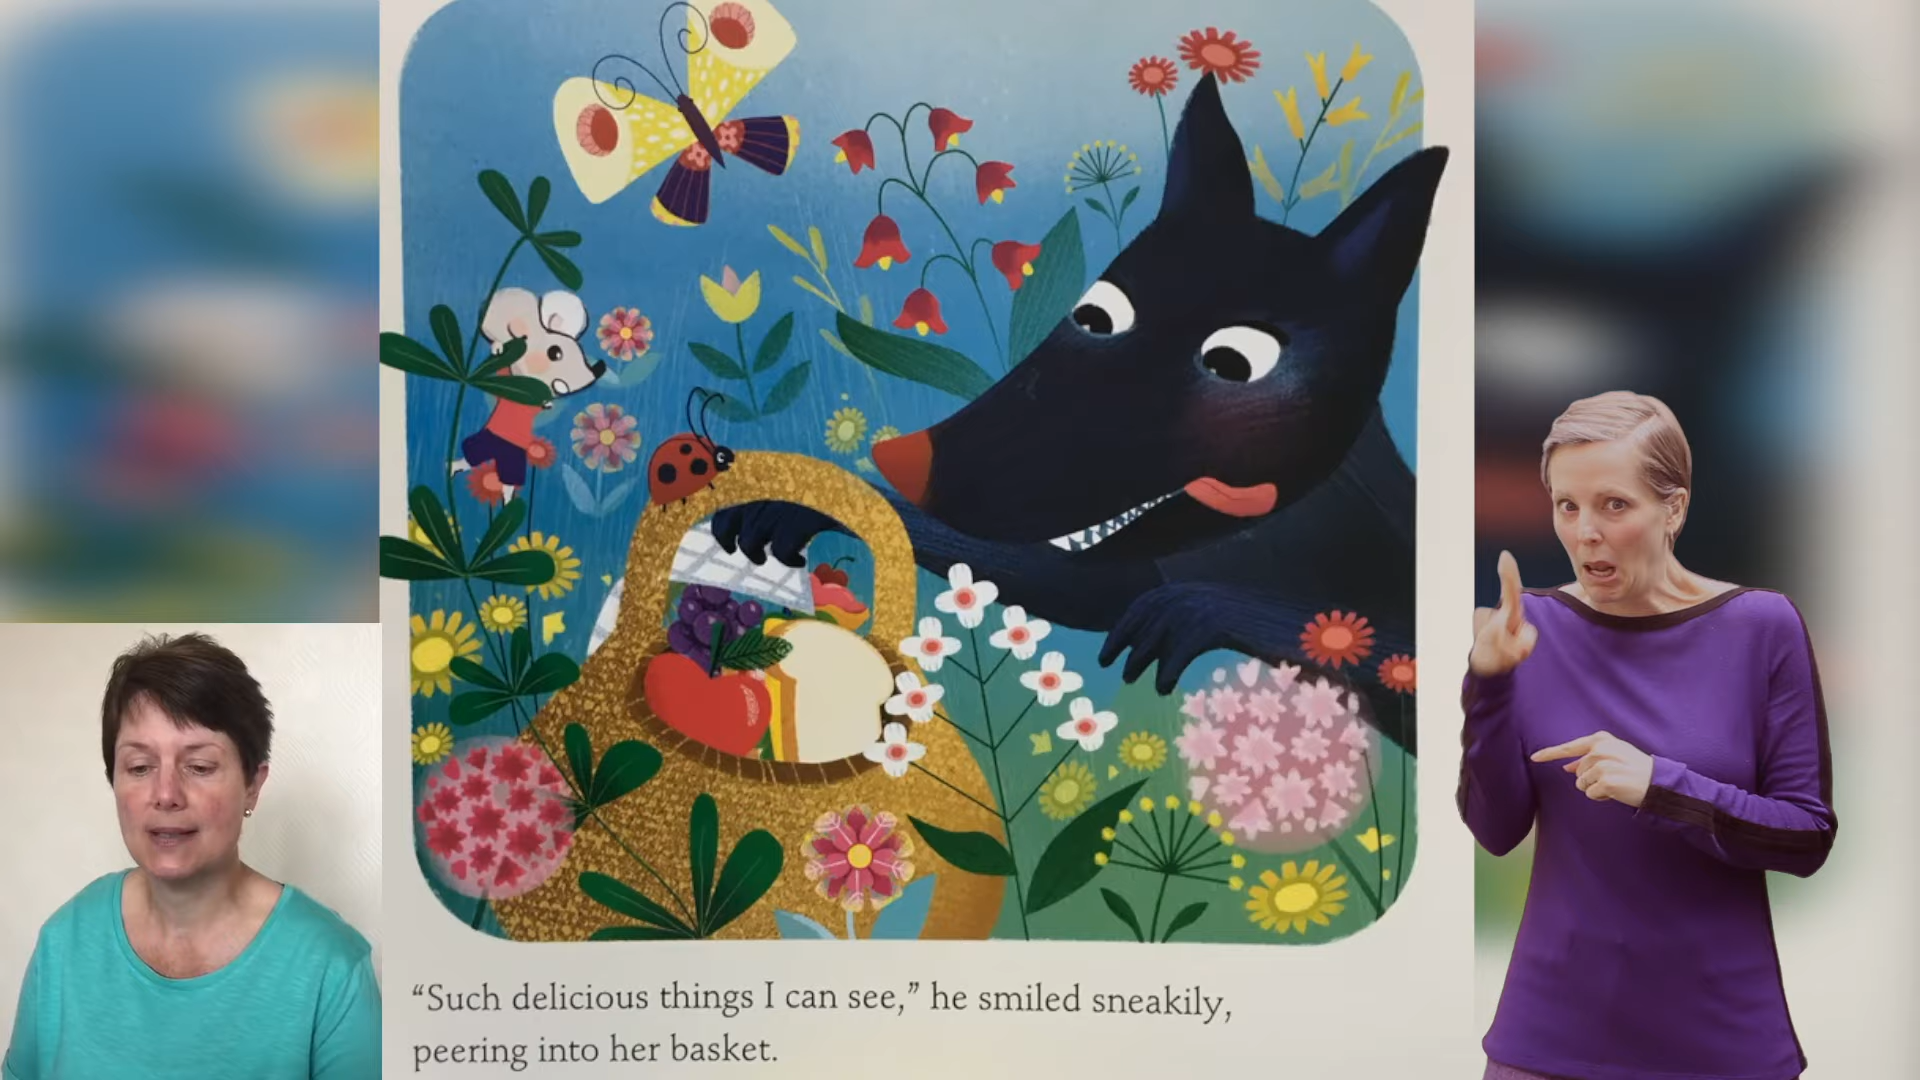 “Such delicious things I can see,” he smiled sneakily,
peering into her basket.